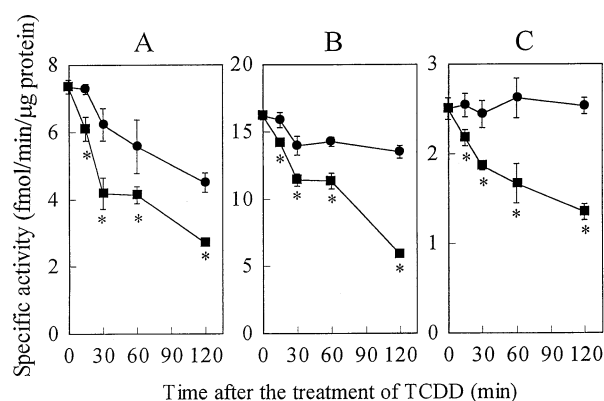 A B C
Specific activity (fmol/min/μg protein)
8 6 4 2 0
20 15 10 5 0
3 2 1 0
* * * *
* * * *
* * * *
0 30 60 90 120 0 30 60 90 120 0 30 60 90 120
Time after the treatment of TCDD (min)